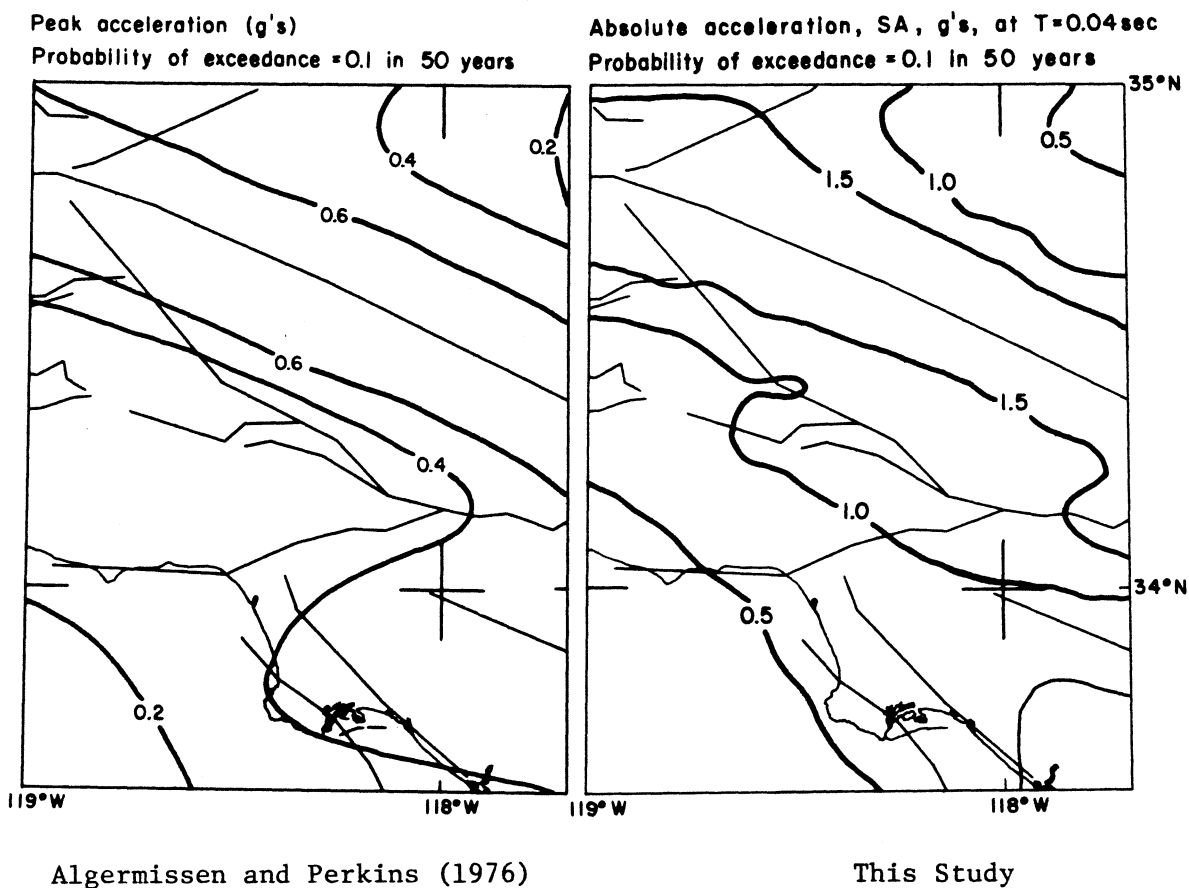 Peak acceleration (g's)
Probability of exceedance = 0.1 in 50 years
Absolute acceleration, SA, g's, at T=0.04sec
Probability of exceedance = 0.1 in 50 years
0.4
0.2
0.6
0.6
0.4
0.2
119°W
118°W
35°N
0.5
1.0
1.5
1.5
1.0
0.5
34°N
119°W
118°W
Algermissen and Perkins (1976)
This Study